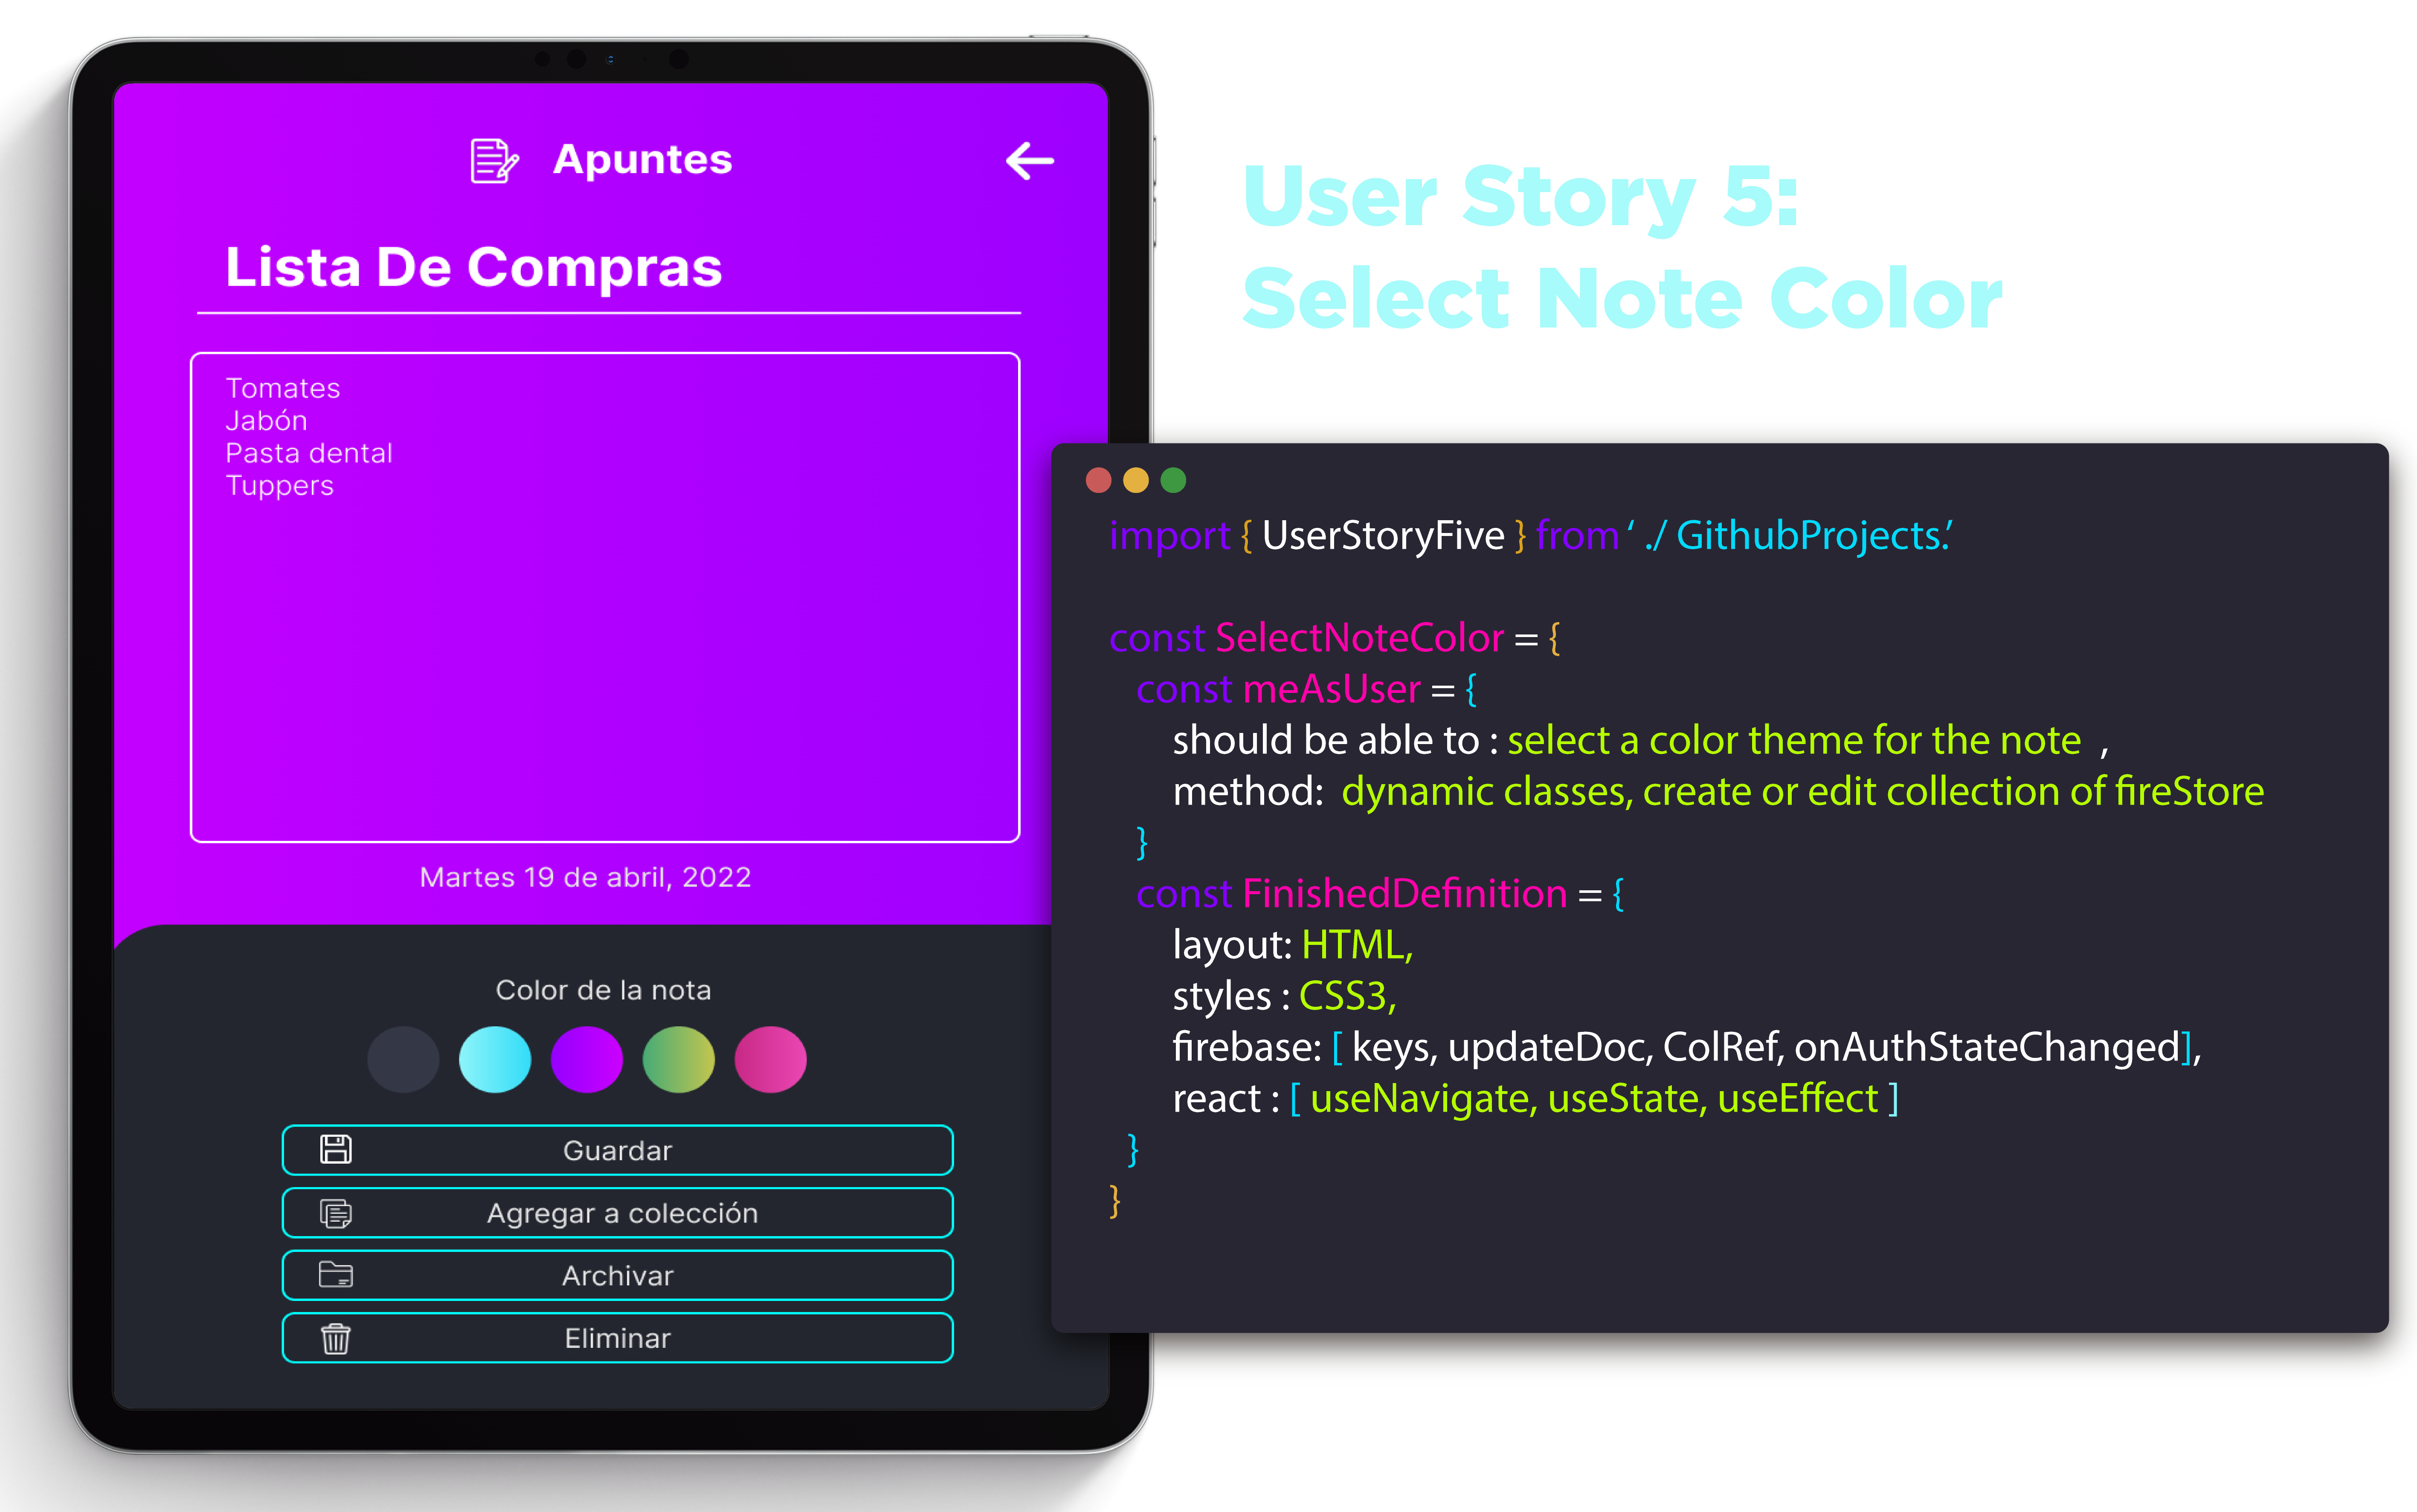 Apuntes
Lista De Compras
Tomates
Jabón
Pasta dental
Tuppers
Martes 19 de abril, 2022
Color de la nota
Guardar
Agregar a colección
Archivar
Eliminar
User Story 5:
Select Note Color
import { UserStoryFive } from ‘ ./ GithubProjects.’
const SelectNoteColor = {
const meAsUser = {
should be able to : select a color theme for the note ,
method: dynamic classes, create or edit collection of fireStore
}
const FinishedDefinition = {
layout: HTML,
styles : CSS3,
firebase: [ keys, updateDoc, ColRef, onAuthStateChanged],
react : [ useNavigate, useState, useEffect ]
}
}